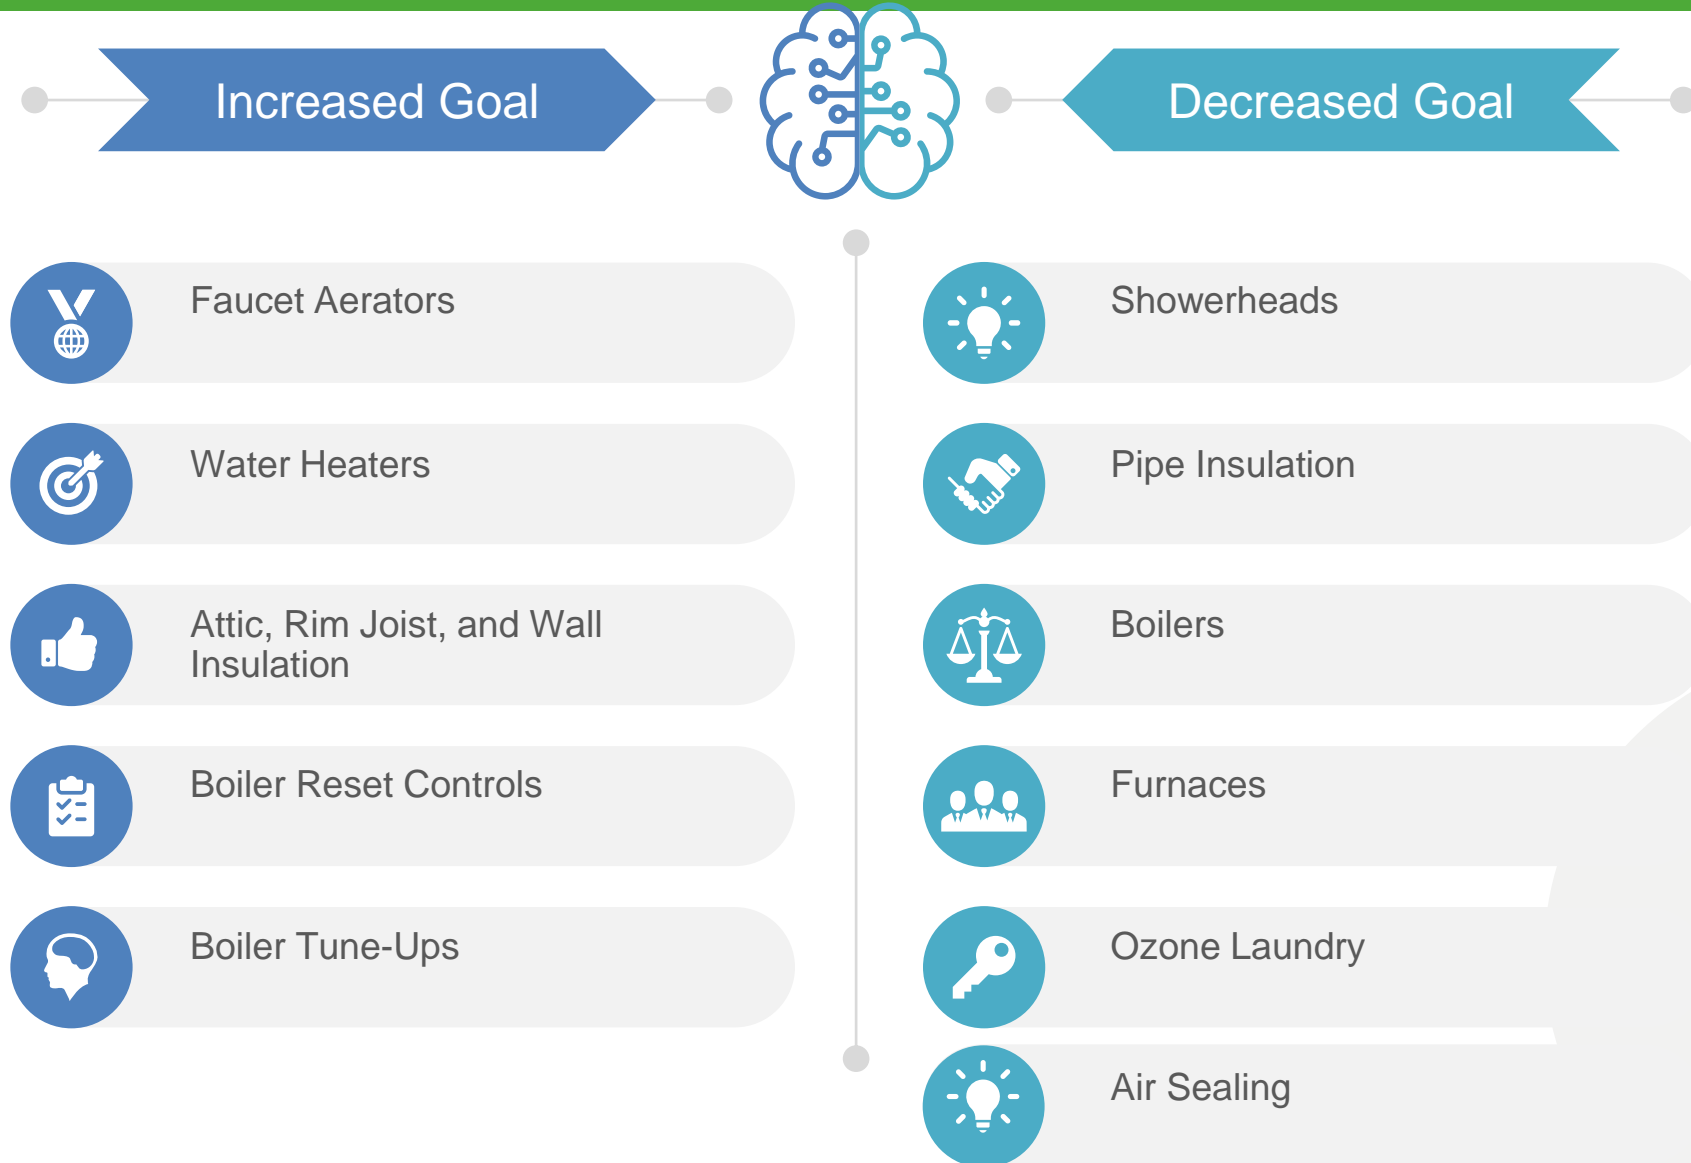 Increased Goal
Decreased Goal
Faucet Aerators
Water Heaters
Attic, Rim Joist, and Wall
Insulation
Boiler Reset Controls
Boiler Tune-Ups
Showerheads
Pipe Insulation
Boilers
Furnaces
Ozone Laundry
Air Sealing